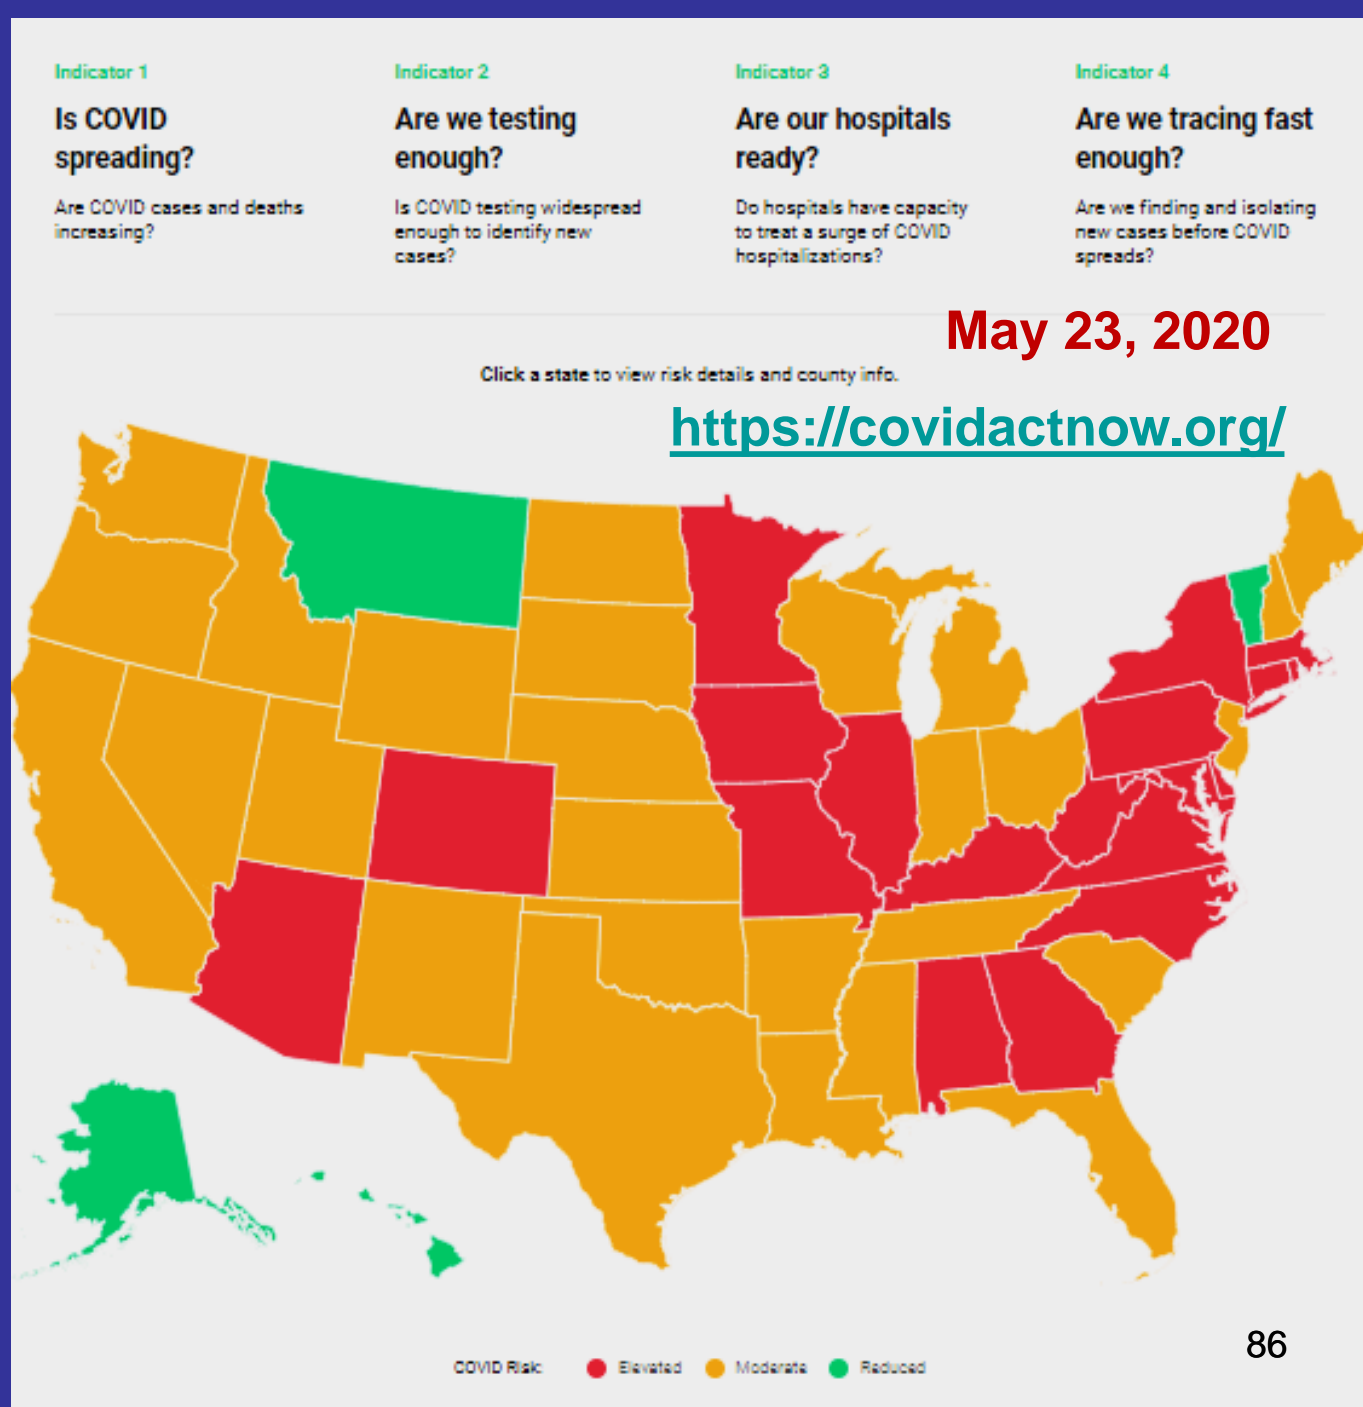 Indicator 1
Is COVID
spreading?
Are COVID cases and deaths
increasing?
Indicator 2
Are we testing
enough?
Is COVID testing widespread
enough to identify new
cases?
Indicator 3
Are our hospitals
ready?
Do hospitals have capacity
to treat a surge of COVID
hospitalizations?
Indicator 4
Are we tracing fast
enough?
Are we finding and isolating
new cases before COVID
spreads?
May 23, 2020
Click a state to view risk details and county info.
https://covidactnow.org/
86
COVID Risk: Elevated Moderate Reduced